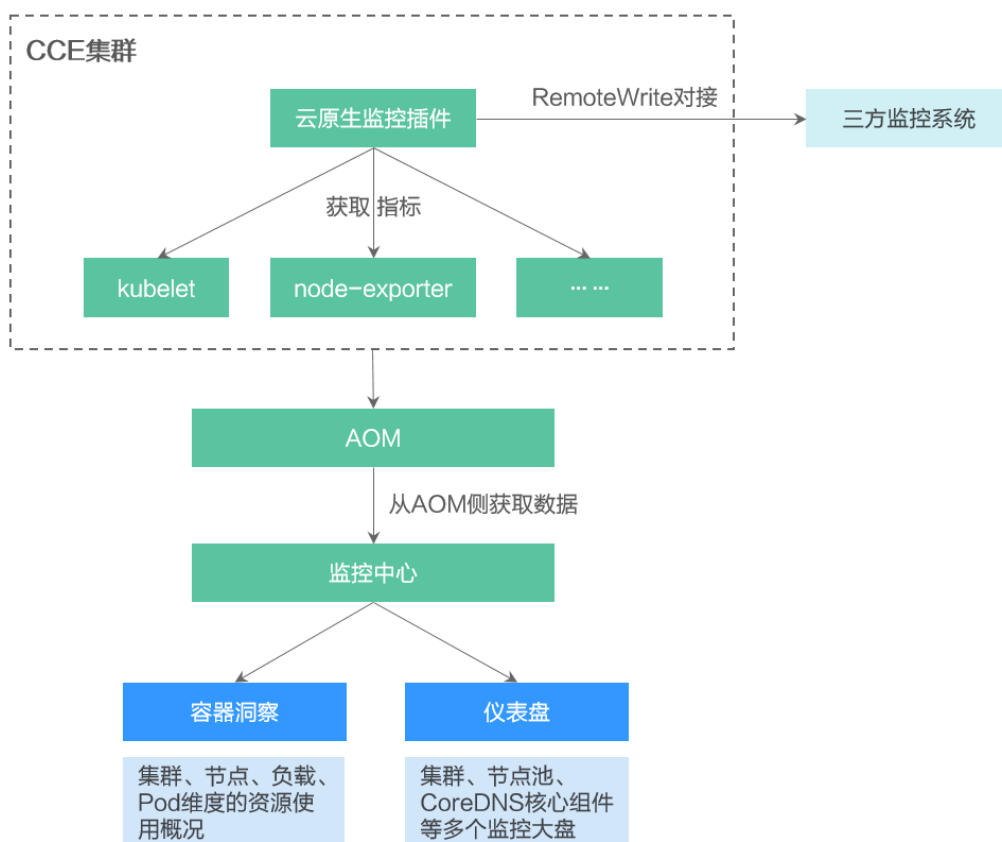 CCE集群
RemoteWrite对接
云原生监控插件
三方监控系统
获取 指标
kubelet
node-exporter
... ...
AOM
从AOM侧获取数据
监控中心
容器洞察
仪表盘
集群、节点、负载、
Pod维度的资源使
用概况
集群、节点池、
CoreDNS核心组件
等多个监控大盘